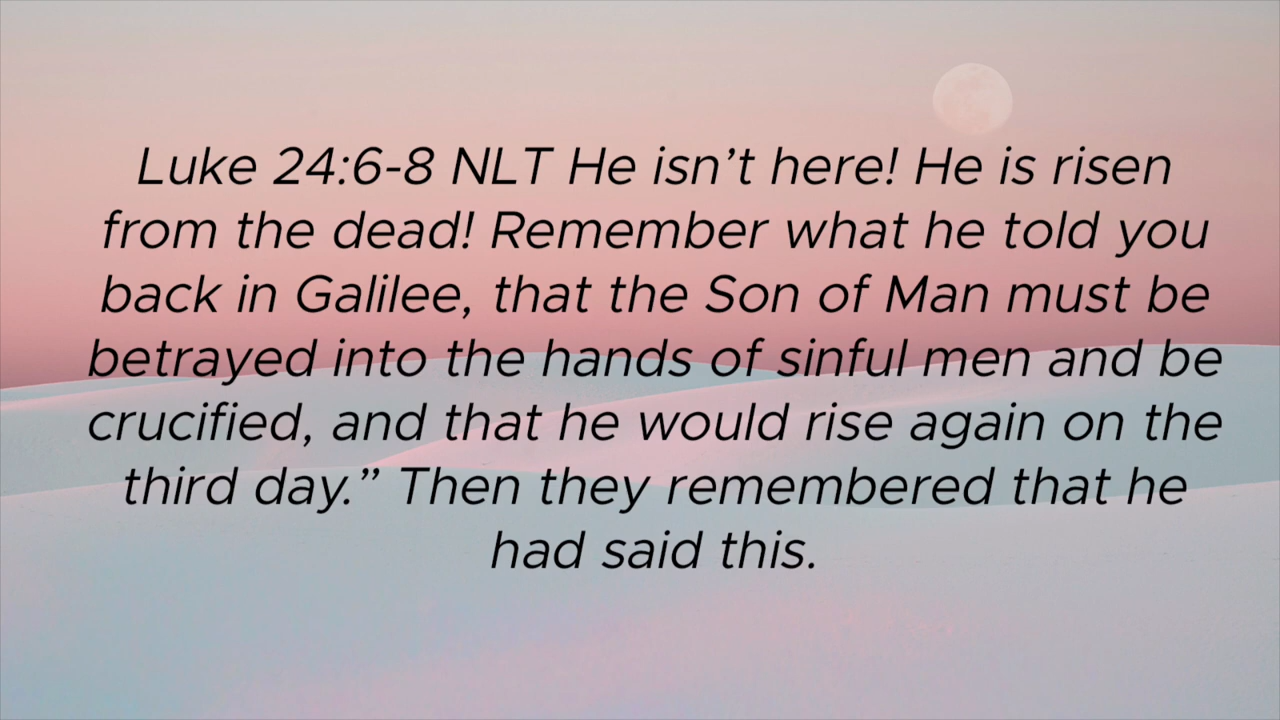 Luke 24:6-8 NLT He isn’t here! He is risen
from the dead! Remember what he told you
back in Galilee, that the Son of Man must be
betrayed into the hands of sinful men and be
crucified, and that he would rise again on the
third day.” Then they remembered that he
had said this.